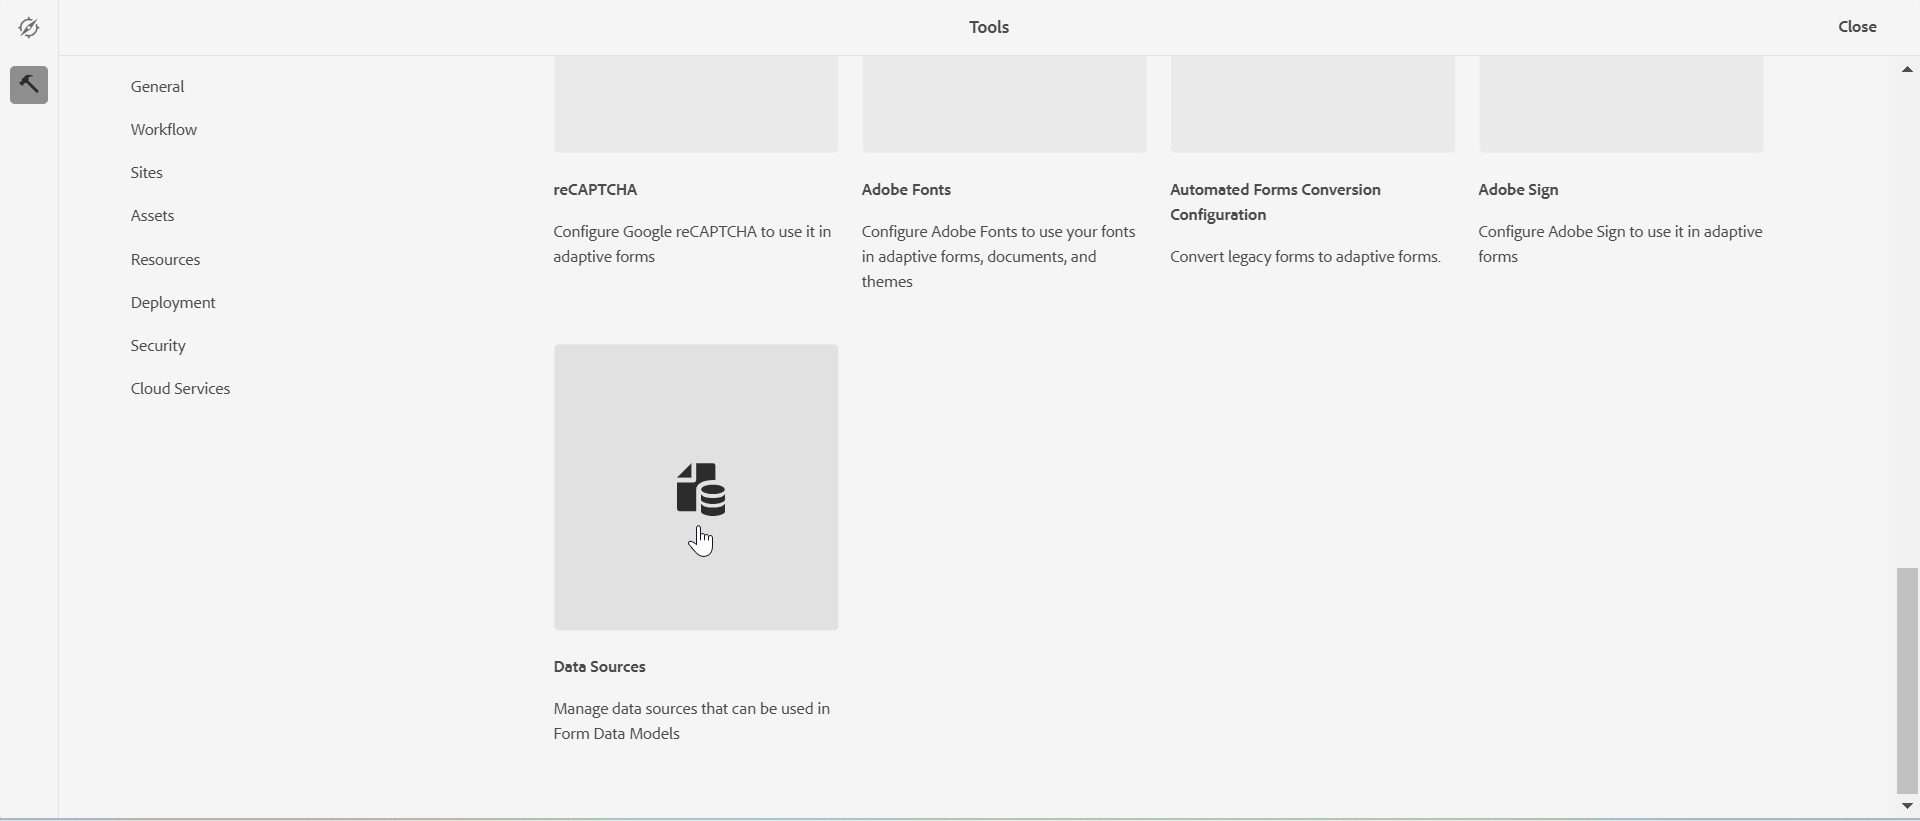 Tools
Close
General
Workflow
Sites
Assets
Resources
Deployment
Security
Cloud Services
reCAPTCHA
Configure Google reCAPTCHA to use it in
adaptive forms
Adobe Fonts
Configure Adobe Fonts to use your fonts
in adaptive forms, documents, and
themes
Automated Forms Conversion
Configuration
Convert legacy forms to adaptive forms.
Adobe Sign
Configure Adobe Sign to use it in adaptive
forms
Data Sources
Manage data sources that can be used in
Form Data Models